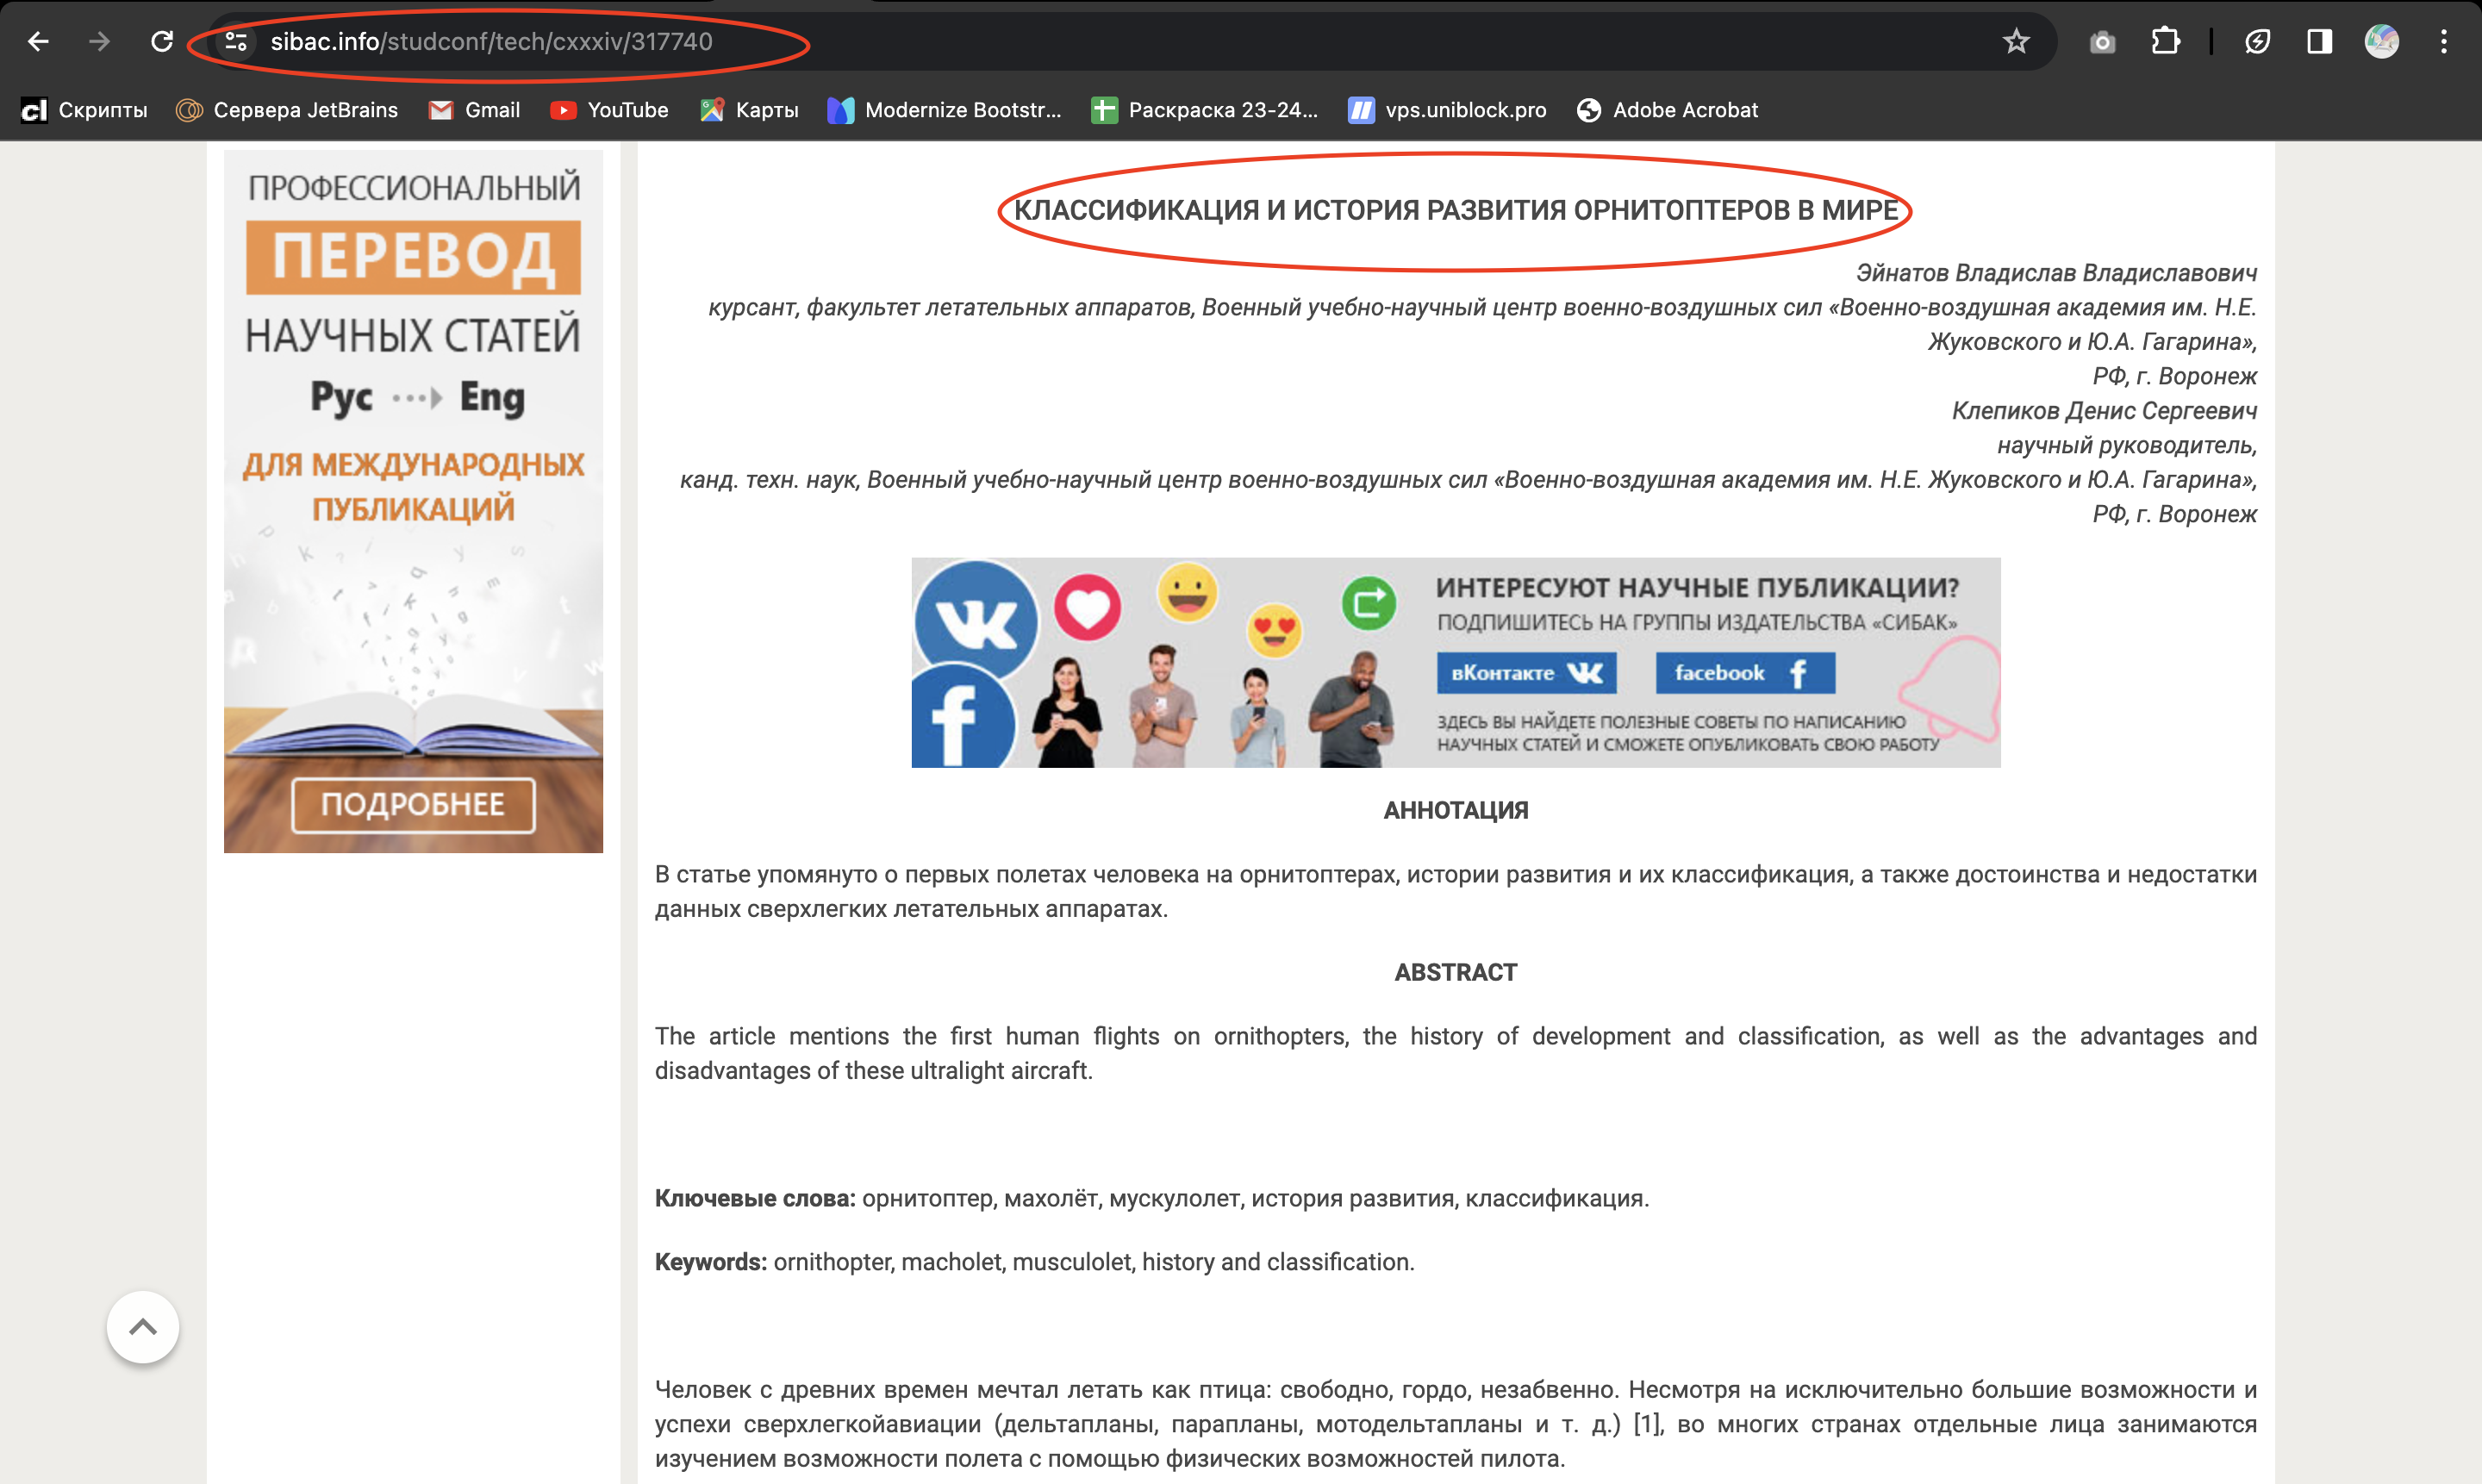 sibac.info/studconf/tech/cxxxiv/317740
Скрипты Сервера JetBrains Gmail YouTube Карты Modernize Bootstr... Раскраска 23-24... vps.uniblock.pro Adobe Acrobat
ПРОФЕССИОНАЛЬНЫЙ
ПЕРЕВОД
НАУЧНЫХ СТАТЕЙ
Рус Eng
ДЛЯ МЕЖДУНАРОДНЫХ
ПУБЛИКАЦИЙ
ПОДРОБНЕЕ
КЛАССИФИКАЦИЯ И ИСТОРИЯ РАЗВИТИЯ ОРНИТОПТЕРОВ В МИРЕ
Эйнатов Владислав Владиславович
курсант, факультет летательных аппаратов, Военный учебно-научный центр военно-воздушных сил «Военно-воздушная академия им. Н.Е.
Жуковского и Ю.А. Гагарина»,
РФ, г. Воронеж
Клепиков Денис Сергеевич
научный руководитель,
канд. техн. наук, Военный учебно-научный центр военно-воздушных сил «Военно-воздушная академия им. Н.Е. Жуковского и Ю.А. Гагарина»,
РФ, г. Воронеж
ИНТЕРЕСУЮТ НАУЧНЫЕ ПУБЛИКАЦИИ?
ПОДПИШИТЕСЬ НА ГРУППЫ ИЗДАТЕЛЬСТВА «СИБАК»
вКонтакте facebook
ЗДЕСЬ ВЫ НАЙДЕТЕ ПОЛЕЗНЫЕ СОВЕТЫ ПО НАПИСАНИЮ
НАУЧНЫХ СТАТЕЙ И СМОЖЕТЕ ОПУБЛИКОВАТЬ СВОЮ РАБОТУ
АННОТАЦИЯ
В статье упомянуто о первых полетах человека на орнитоптерах, истории развития и их классификация, а также достоинства и недостатки
данных сверхлегких летательных аппаратах.
ABSTRACT
The article mentions the first human flights on ornithopters, the history of development and classification, as well as the advantages and
disadvantages of these ultralight aircraft.
Ключевые слова: орнитоптер, махолёт, мускулолет, история развития, классификация.
Keywords: ornithopter, macholet, musculolet, history and classification.
Человек с древних времен мечтал летать как птица: свободно, гордо, незабвенно. Несмотря на исключительно большие возможности и
успехи сверхлегкойавиации (дельтапланы, парапланы, мотодельтапланы и т. д.) [1], во многих странах отдельные лица занимаются
изучением возможности полета с помощью физических возможностей пилота.